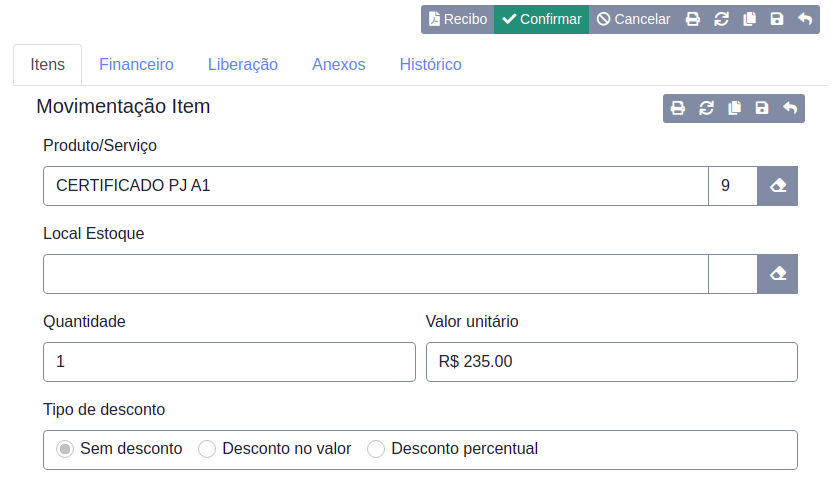 Recibo Confirmar Cancelar
Itens Financeiro Liberação Anexos Histórico
Movimentação Item
Produto/Serviço
CERTIFICADO PJ A1 9
Local Estoque
Quantidade Valor unitário
1 R$ 235.00
Tipo de desconto
Sem desconto Desconto no valor Desconto percentual